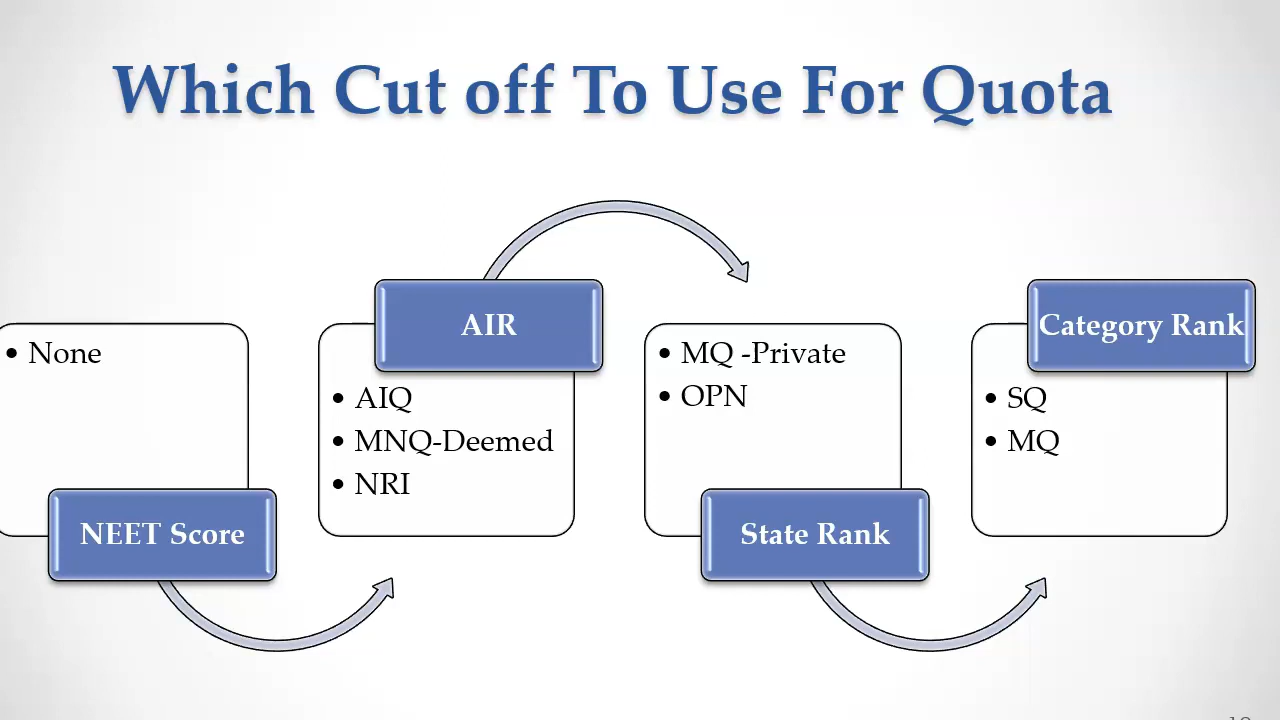 Which Cut off To Use For Quota
• None
NEET Score
AIR
• AIQ
• MNQ-Deemed
• NRI
• MQ -Private
• OPN
State Rank
Category Rank
• SQ
• MQ